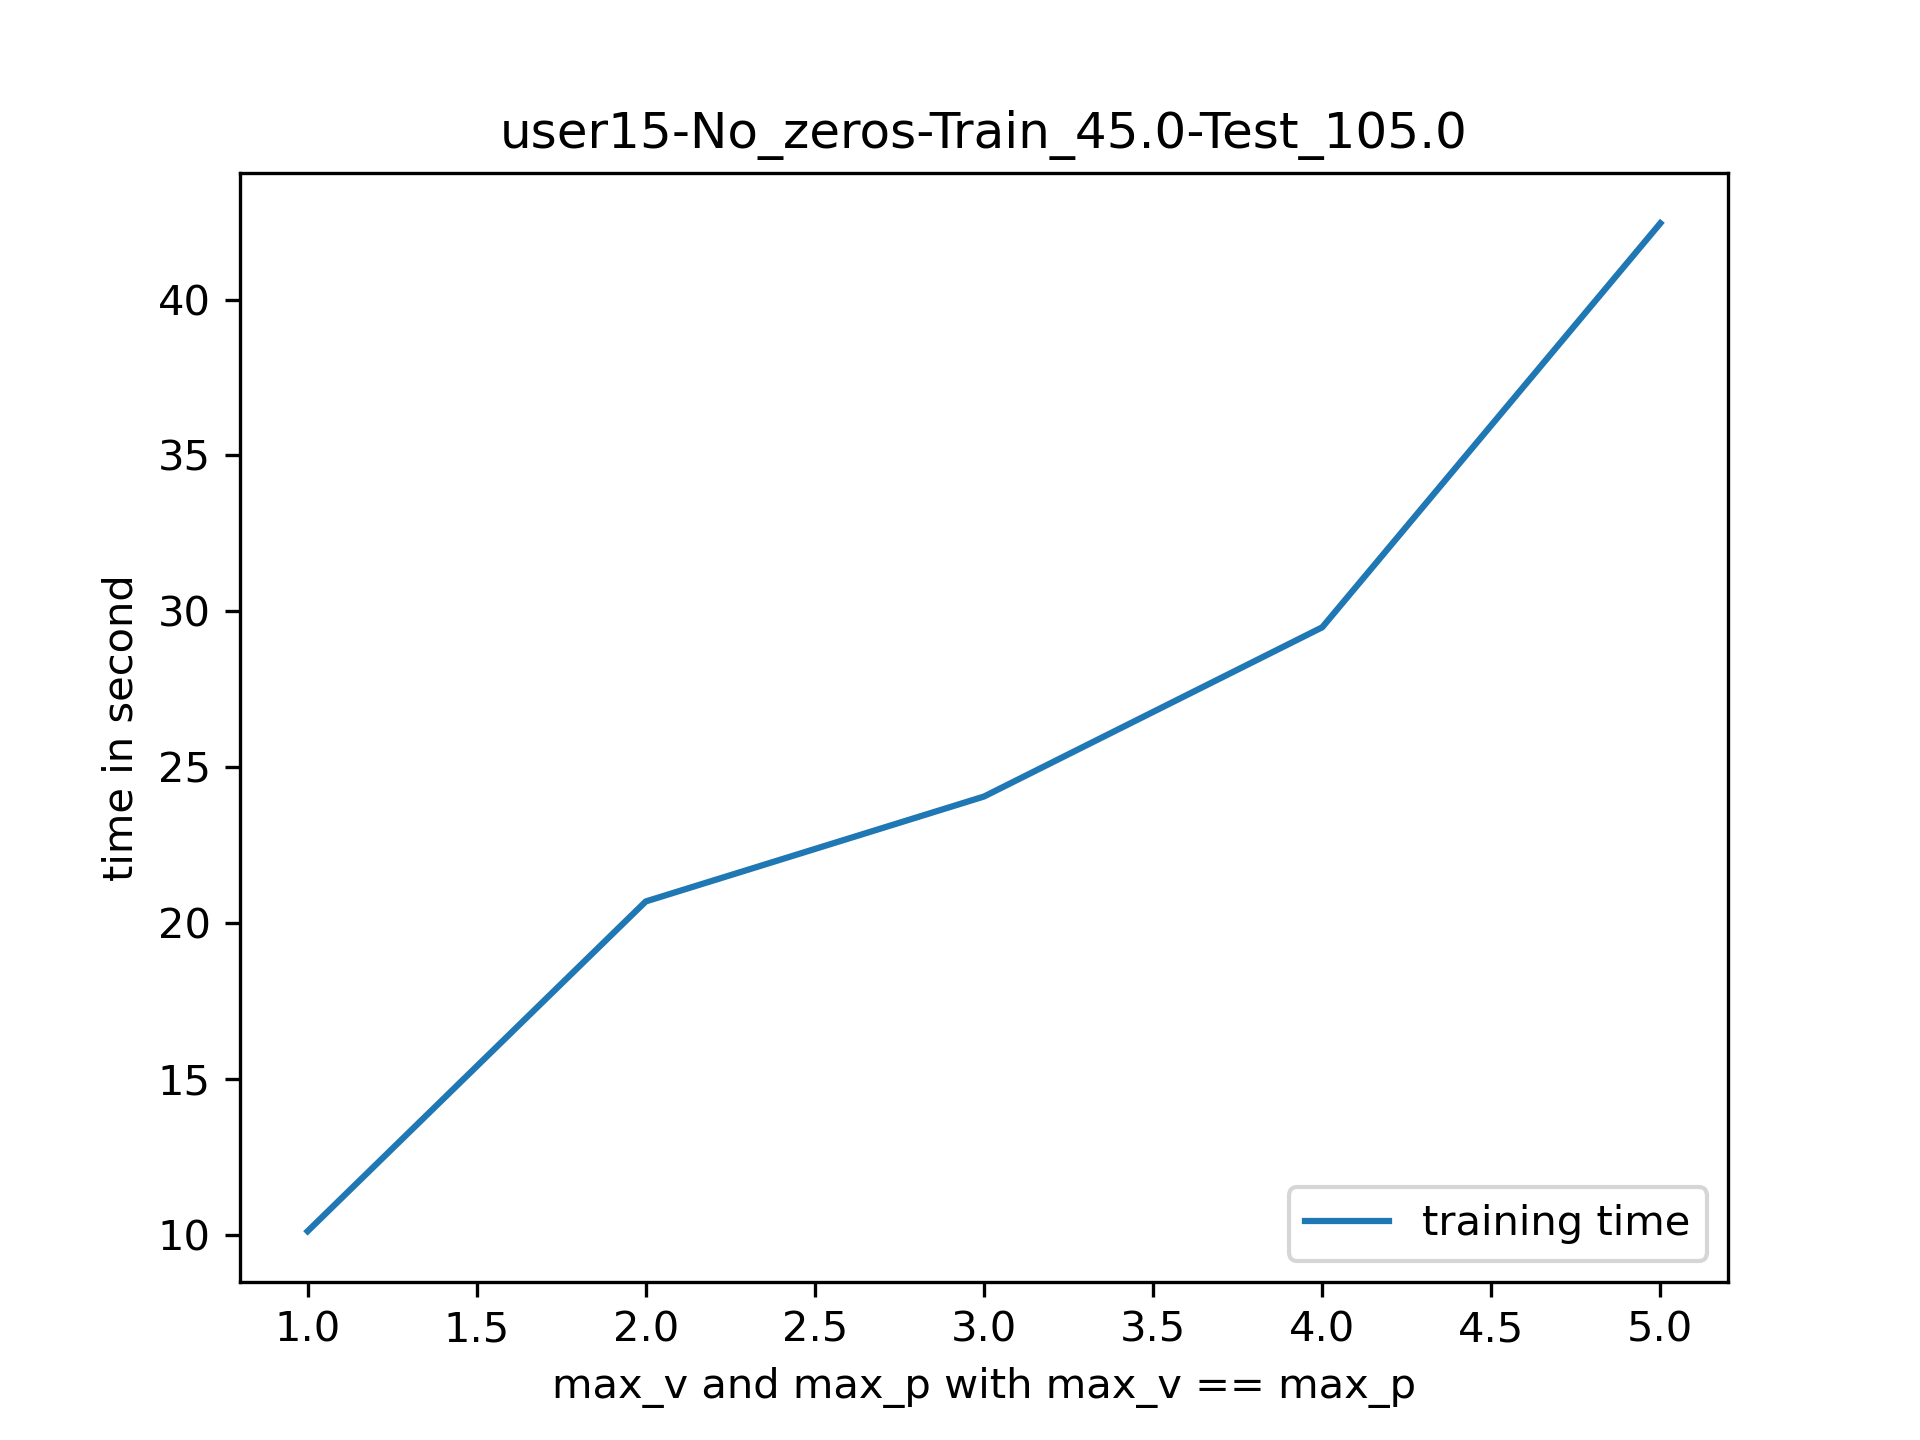 user15-No_zeros-Train_45.0-Test_105.0
time in second
40
35
30
25
20
15
10
training time
1.0 1.5 2.0 2.5 3.0 3.5 4.0 4.5 5.0
max_v and max_p with max_v == max_p